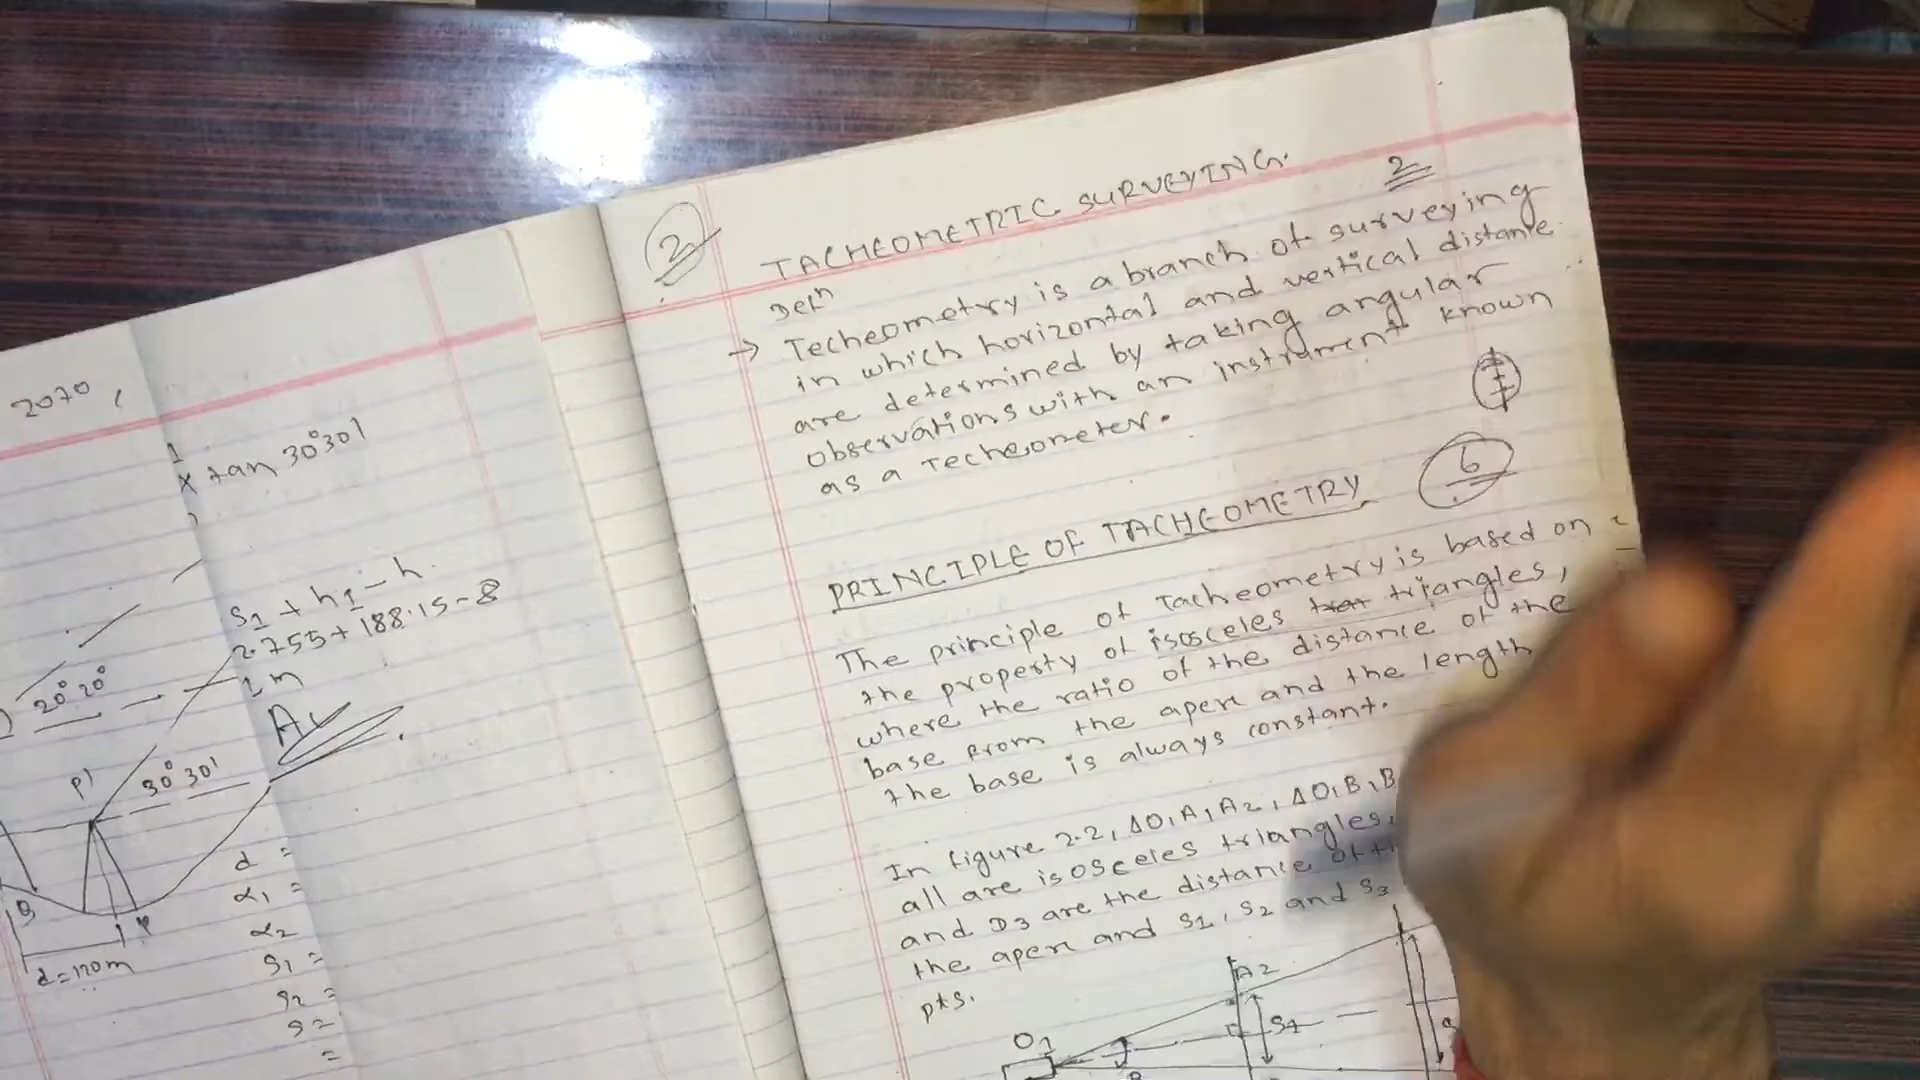 2070,
x tan 30°30'
S1 + h1 - h
2.755 + 188.15 - 8
20°20°
P'
30°30'
d =
α1 =
α2
S1 =
S2 =
S =
=
d = 120m
2
TACHEOMETRIC SURVEYING.
2
Defn
→ Techeometry is a branch of surveying
in which horizontal and vertical distance
are determined by taking angular
observations with an instrument known
as a Techeometer.
PRINCIPLE OF TACHEOMETRY
6
The principle of Tacheometry is based on
the property of isosceles triangles,
where the ratio of the distance of the
base from the apex and the length
the base is always constant.
In figure 2.2, ΔO1A1A2, ΔO1B1B
all are isosceles triangles,
and D3 are the distance of th
the apex and S1, S2 and S3
pts.
A2
S1
O1